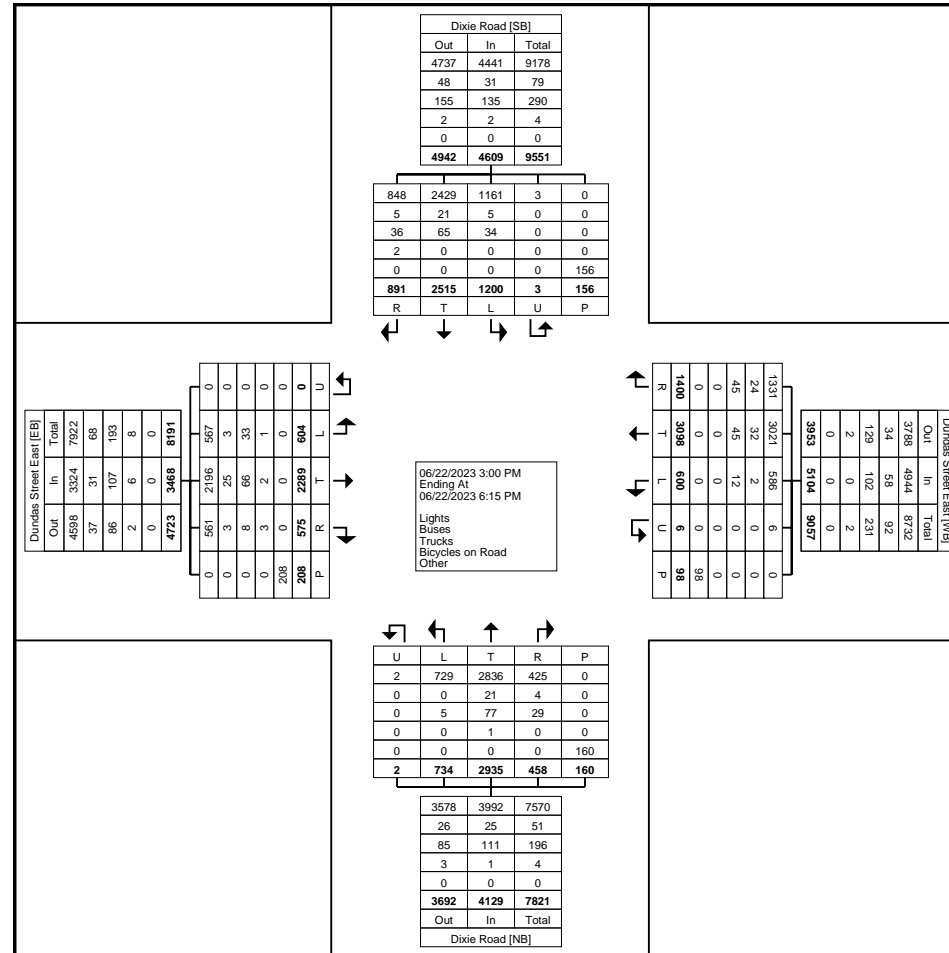 Dixie Road [SB]
Out In Total
4737 4441 9178
48 31 79
155 135 290
2 2 4
0 0 0
4942 4609 9551
848 2429 1161 3 0
5 21 5 0 0
36 65 34 0 0
2 0 0 0 0
0 0 0 0 156
891 2515 1200 3 156
R T L U P
Dundas Street East [EB]
Total In Out
7922 3324 4598
68 31 37
193 107 86
8 6 2
0 0 0
8191 3468 4723
0 567 2196 561 0
0 3 25 3 0
0 33 66 8 0
0 1 2 3 0
0 0 0 0 208
0 604 2289 575 208
U L T R P
06/22/2023 3:00 PM
Ending At
06/22/2023 6:15 PM
Lights
Buses
Trucks
Bicycles on Road
Other
R T L U P
1400 3098 600 6 98
0 0 0 0 98
0 0 0 0 0
45 45 12 0 0
24 32 2 0 0
1331 3021 586 6 0
3953 5104 9057
0 0 0
2 0 2
129 102 231
34 58 92
3788 4944 8732
Out In Total
Dundas Street East [WB]
U L T R P
2 729 2836 425 0
0 0 21 4 0
0 5 77 29 0
0 0 1 0 0
0 0 0 0 160
2 734 2935 458 160
3578 3992 7570
26 25 51
85 111 196
3 1 4
0 0 0
3692 4129 7821
Out In Total
Dixie Road [NB]